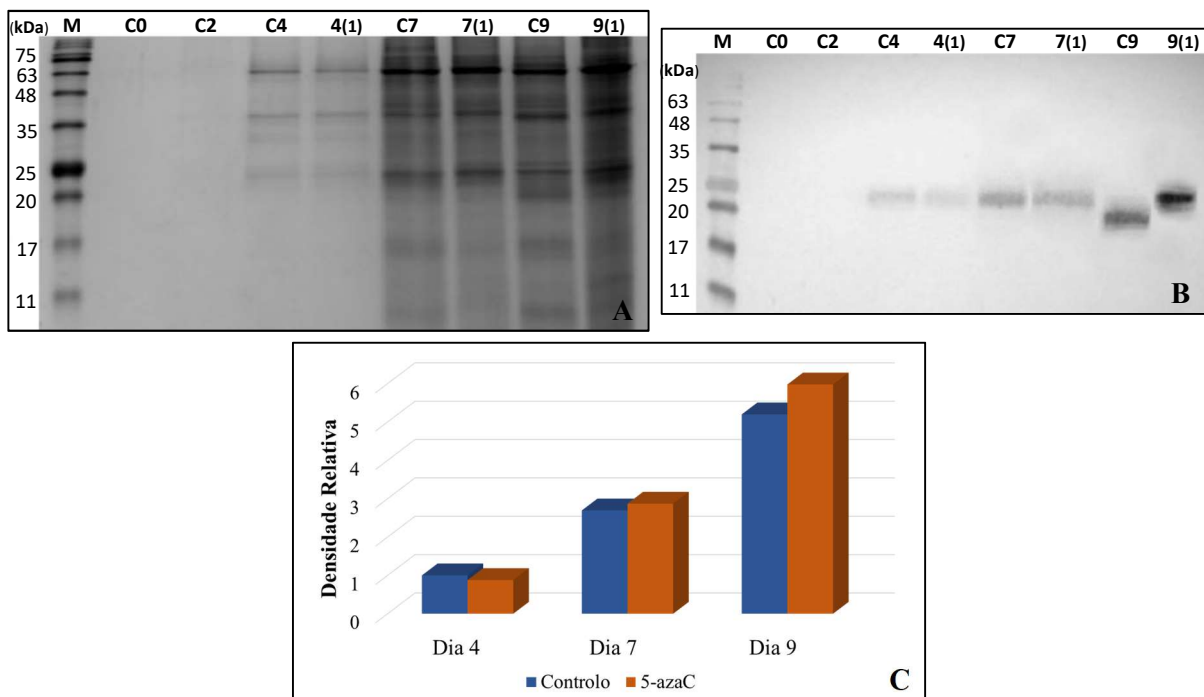 (kDa) M C0 C2 C4 4(1) C7 7(1) C9 9(1)
75
63
48
35
25
20
17
11
A
M C0 C2 C4 4(1) C7 7(1) C9 9(1)
(kDa)
63
48
35
25
20
17
11
B
Densidade Relativa
6
5
4
3
2
1
0
Dia 4 Dia 7 Dia 9
Controlo 5-azaC
C